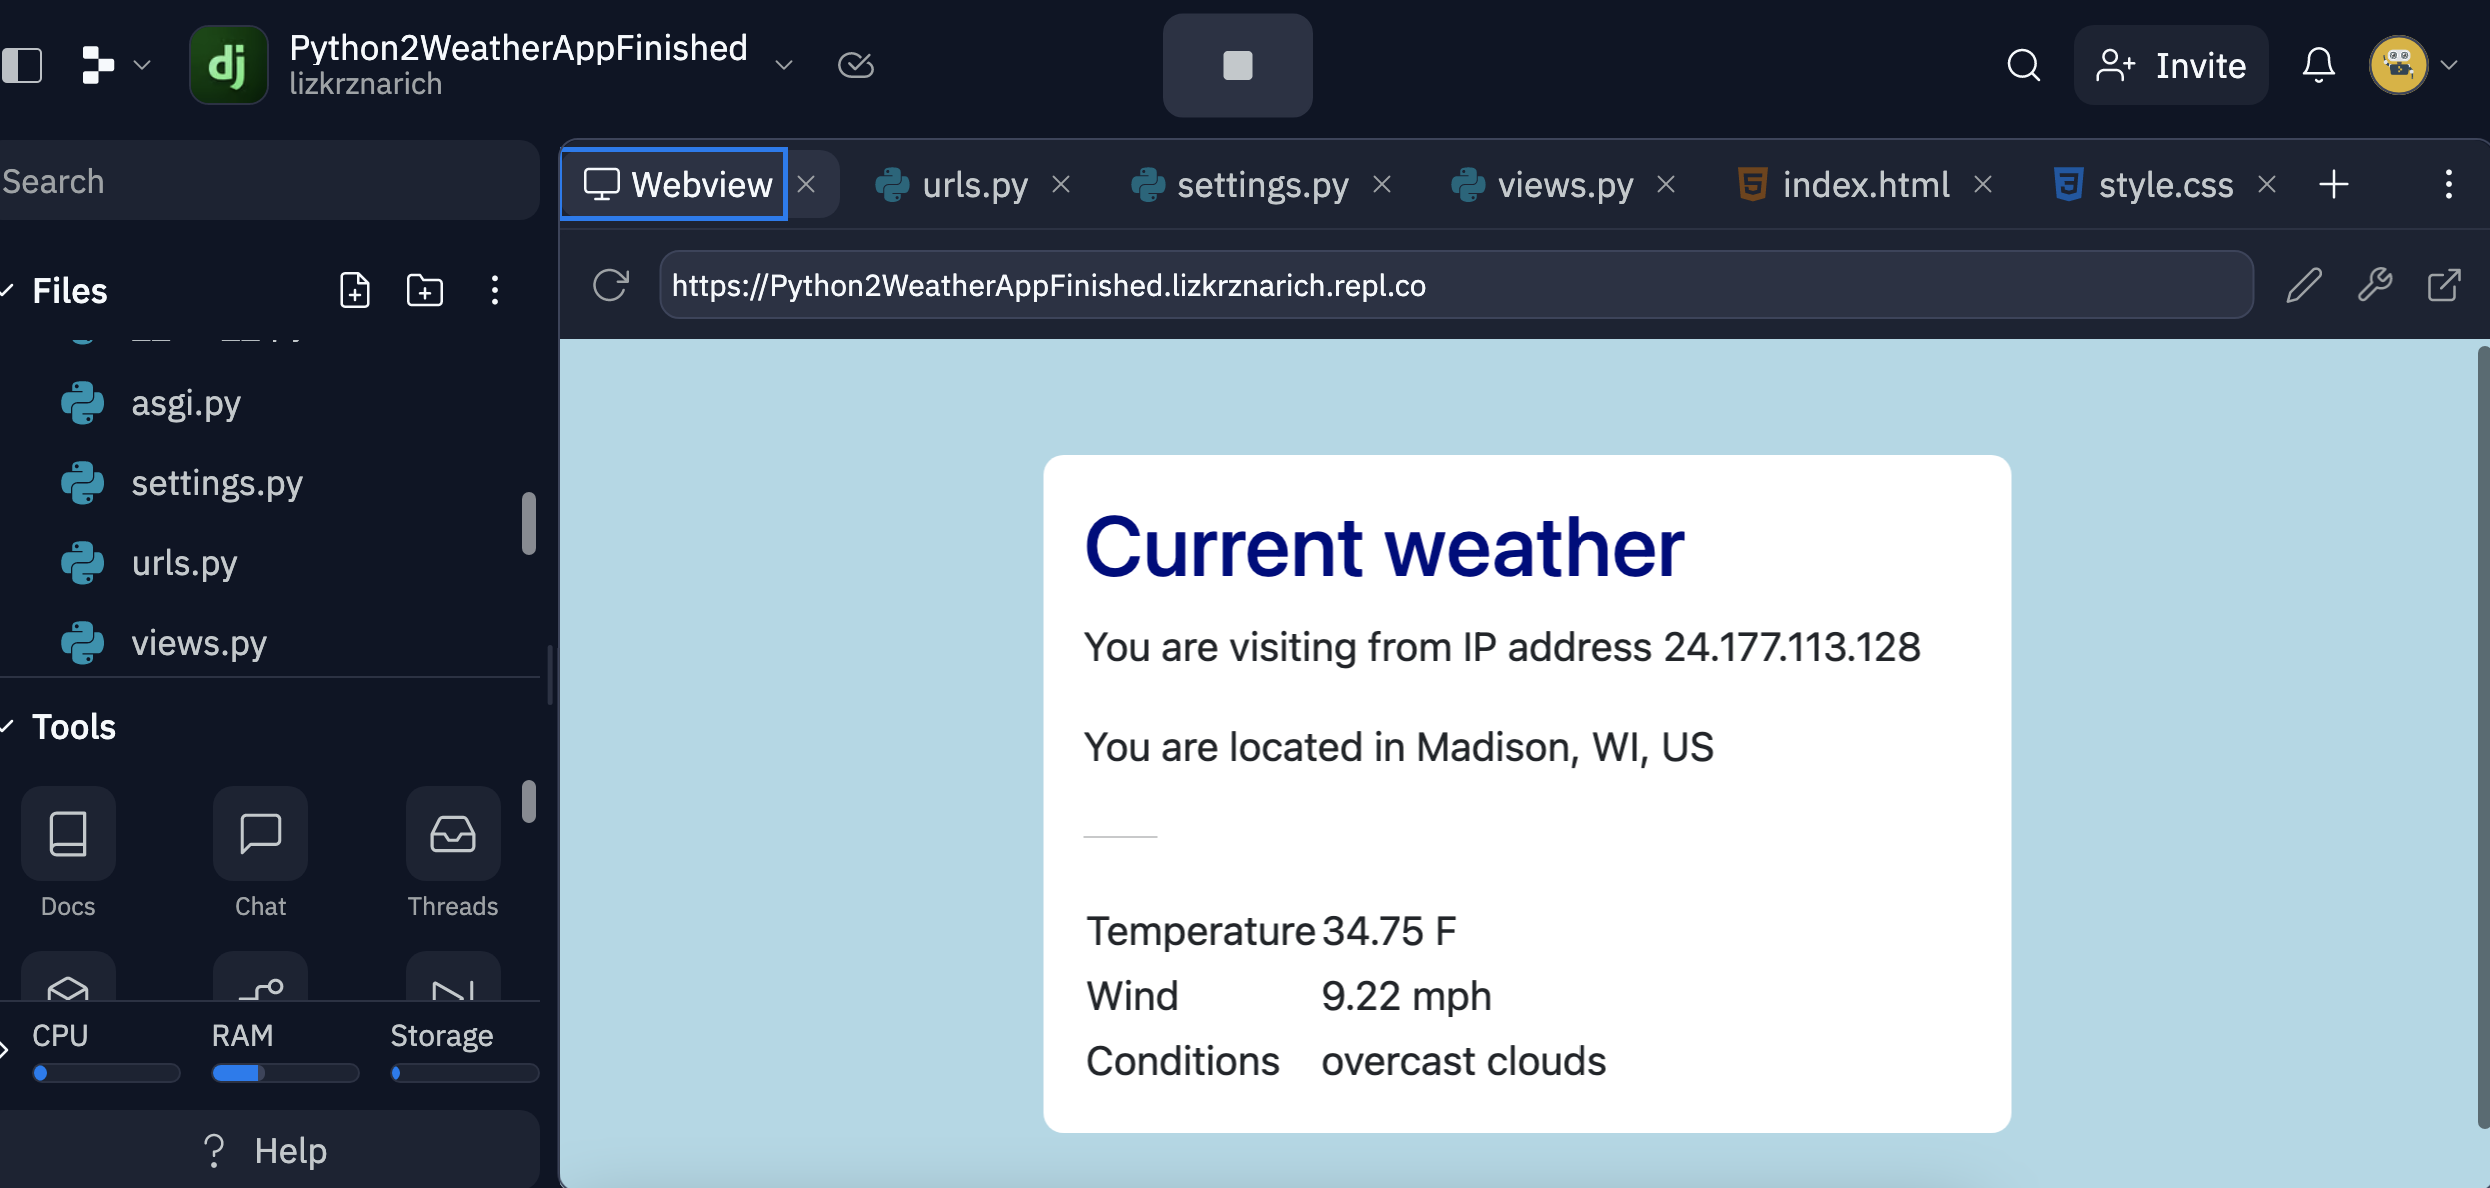 dj
Python2WeatherAppFinished
lizkrznarich
Invite
Search
Webview
urls.py
settings.py
views.py
index.html
style.css
Files
https://Python2WeatherAppFinished.lizkrznarich.repl.co
asgi.py
settings.py
urls.py
views.py
Tools
Docs Chat Threads
CPU RAM Storage
? Help
Current weather
You are visiting from IP address 24.177.113.128
You are located in Madison, WI, US
Temperature 34.75 F
Wind 9.22 mph
Conditions overcast clouds